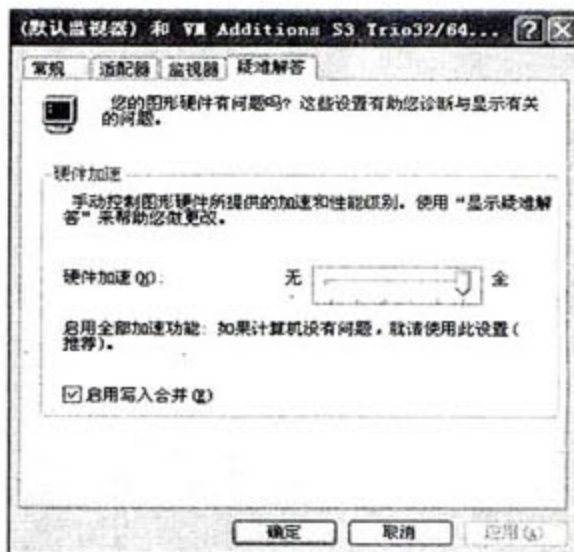 (默认监视器) 和 VM Additions S3 Trio32/64...
常规 适配器 监视器 疑难解答
您的图形硬件有问题吗? 这些设置有助您诊断与显示有关
的问题。
硬件加速
手动控制图形硬件所提供的加速和性能级别。使用“显示疑难解
答”来帮助您做更改。
硬件加速(H): 无 全
启用全部加速功能: 如果计算机没有问题，就请使用此设置(
推荐)。
启用写入合并(E)
确定 取消 应用(A)